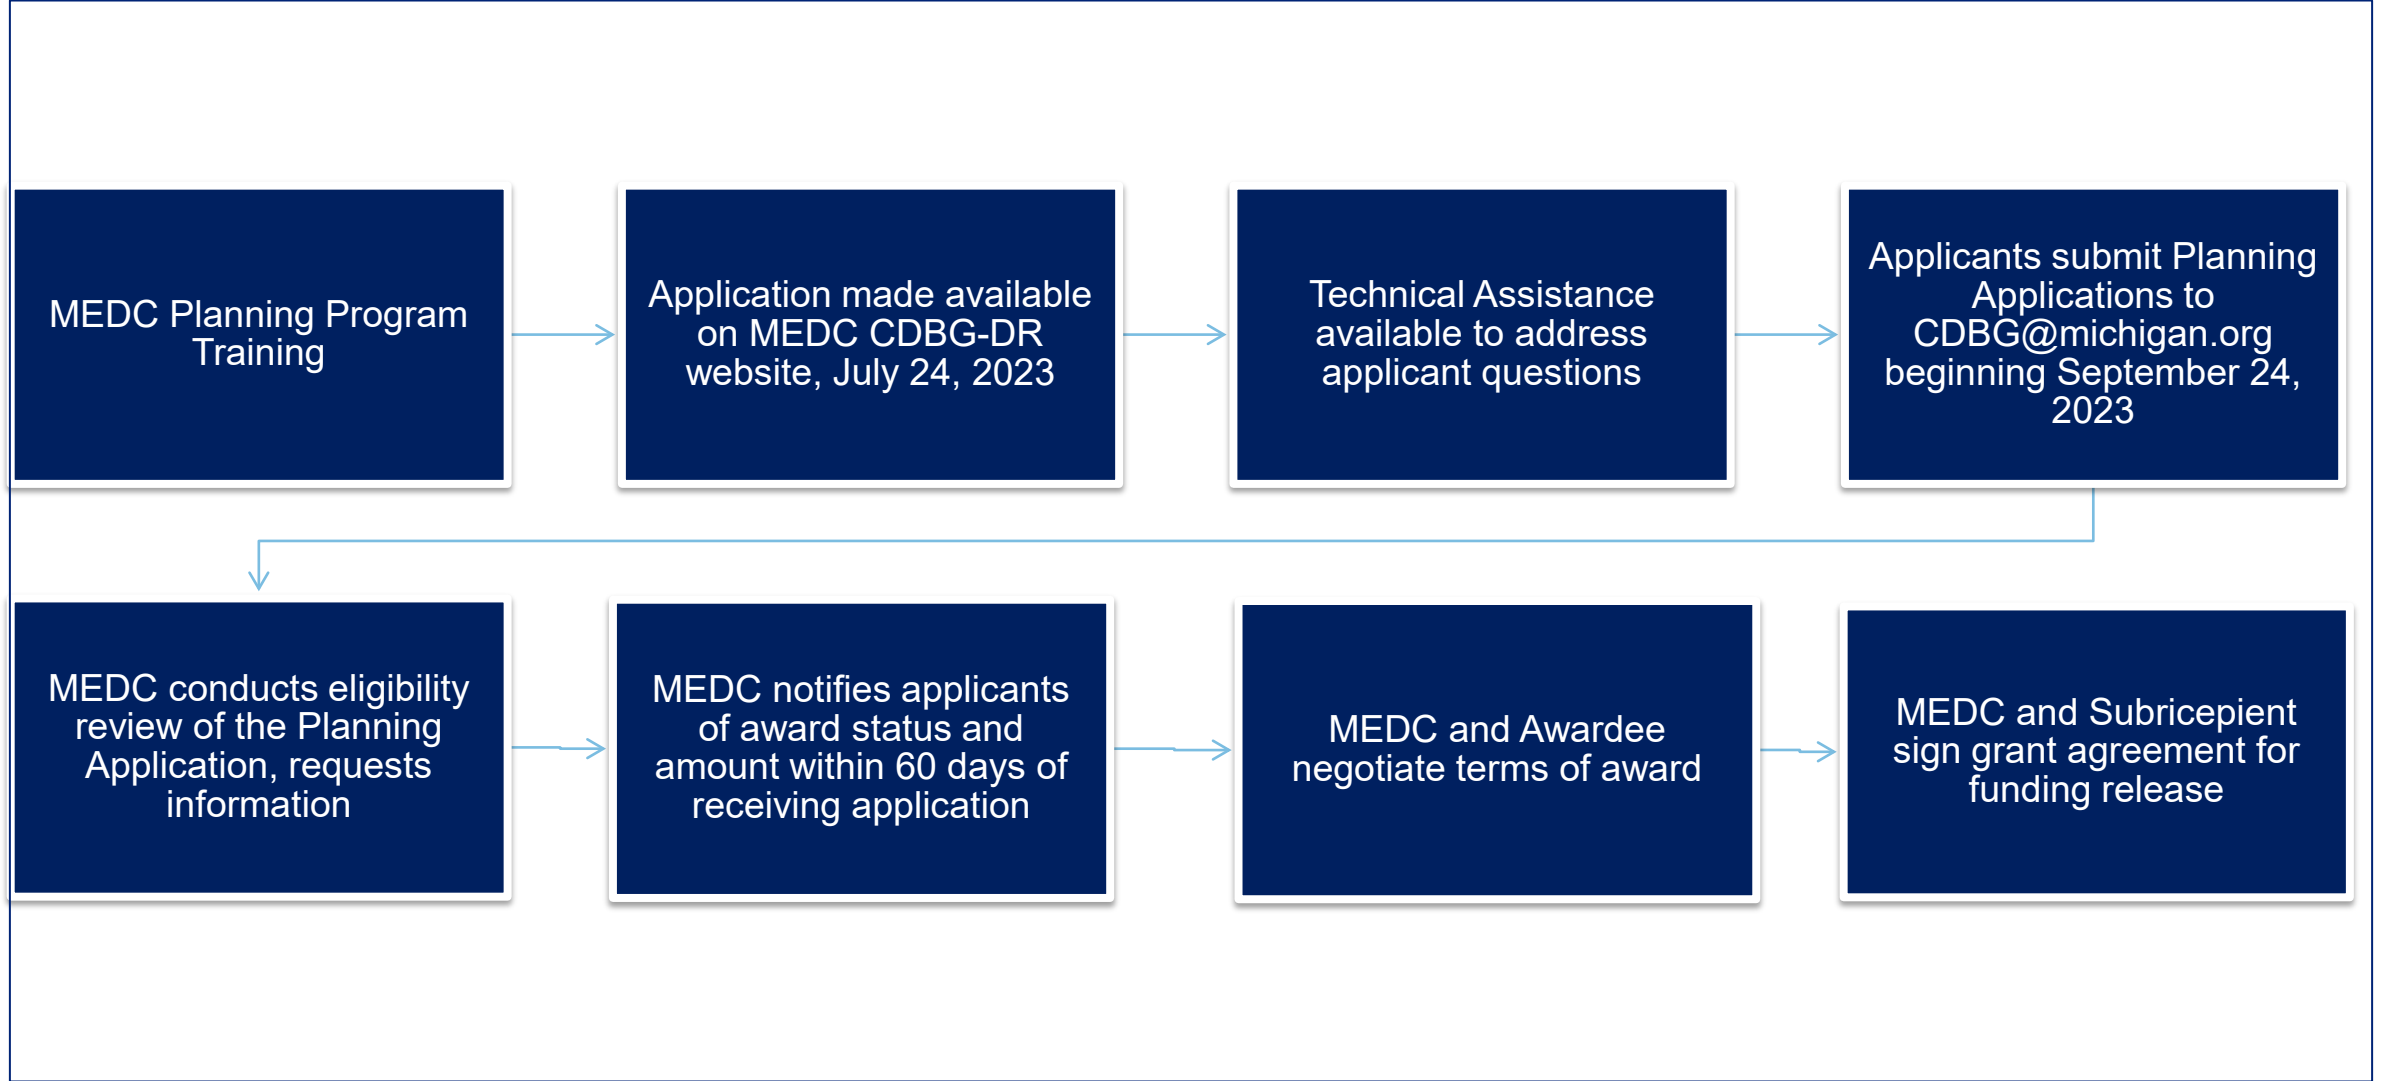 MEDC Planning Program
Training
Application made available
on MEDC CDBG-DR
website, July 24, 2023
Technical Assistance
available to address
applicant questions
Applicants submit Planning
Applications to
CDBG@michigan.org
beginning September 24,
2023
MEDC conducts eligibility
review of the Planning
Application, requests
information
MEDC notifies applicants
of award status and
amount within 60 days of
receiving application
MEDC and Awardee
negotiate terms of award
MEDC and Subricepient
sign grant agreement for
funding release